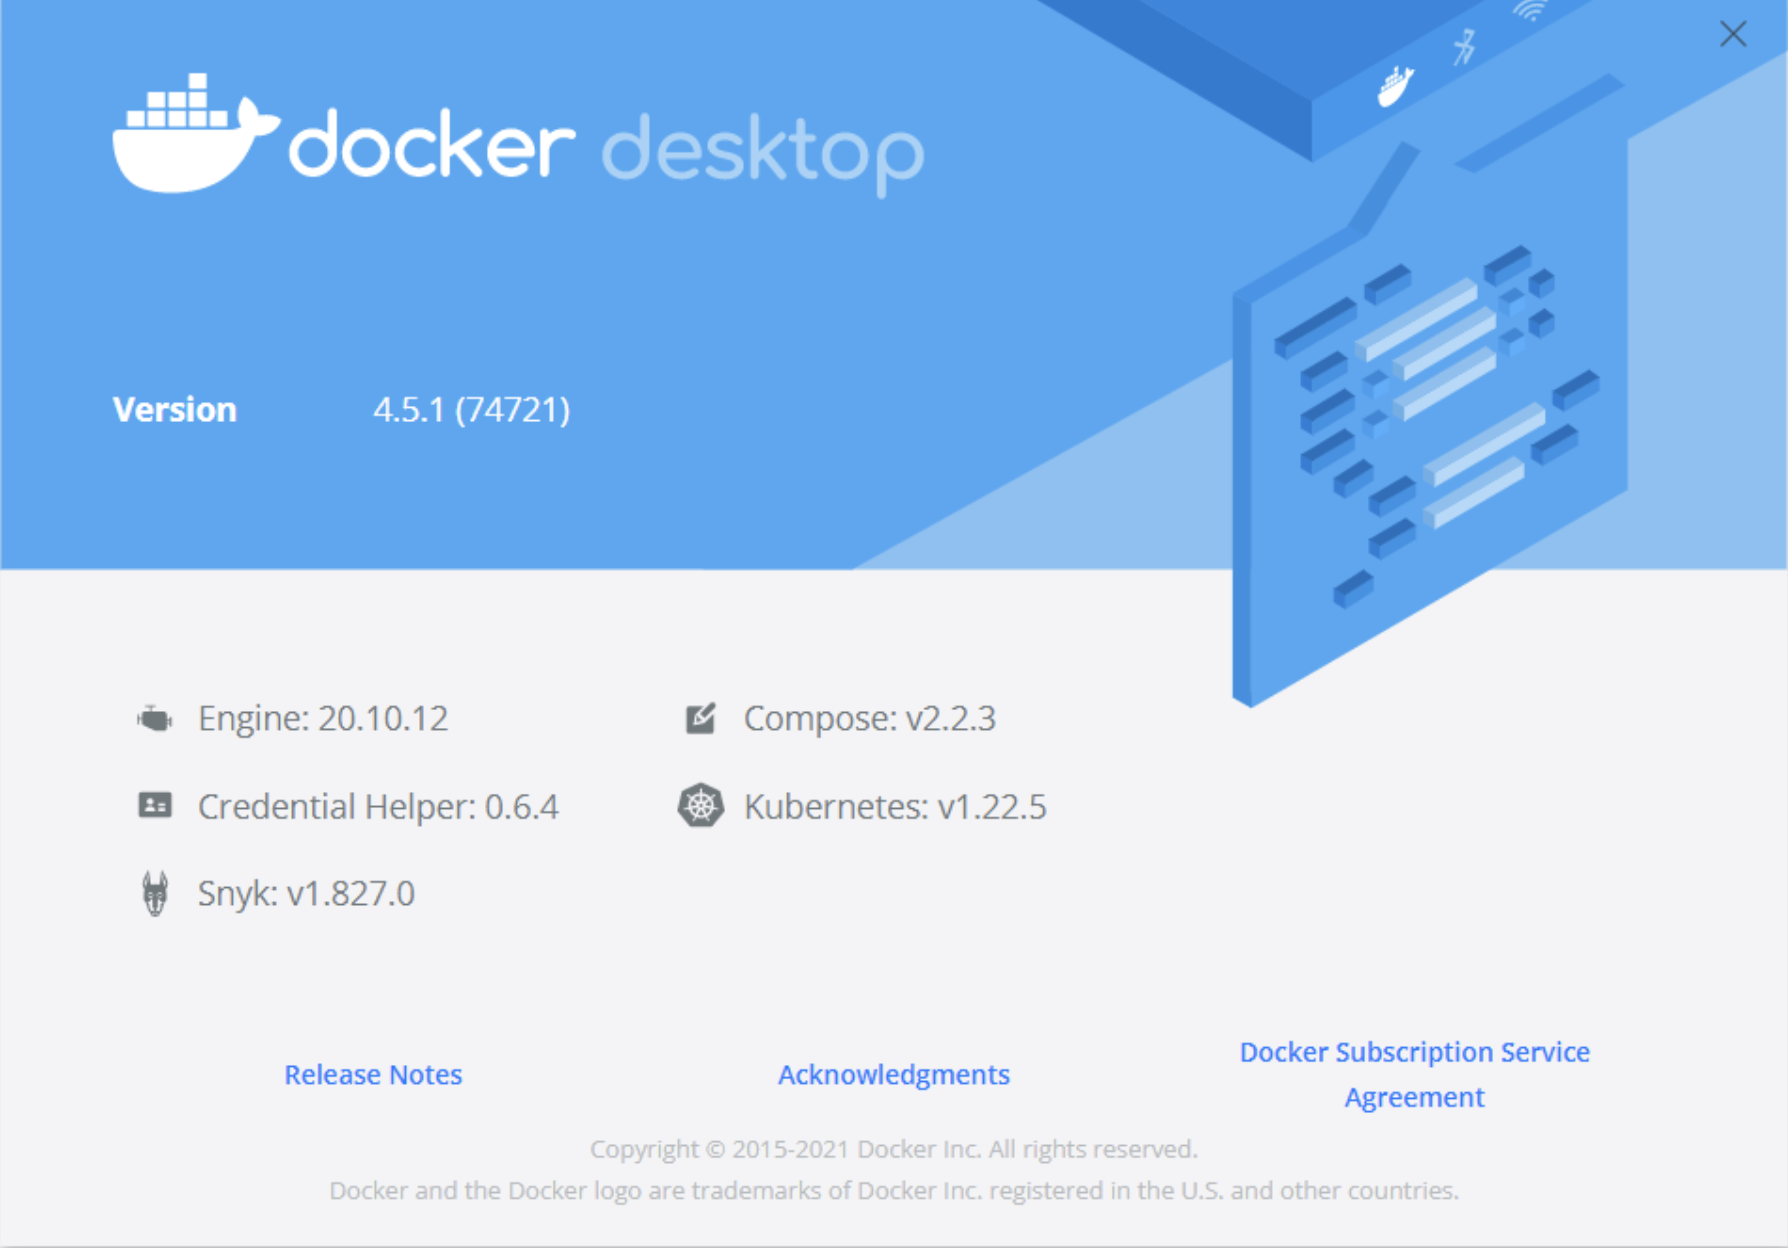 docker desktop
Version 4.5.1 (74721)
Engine: 20.10.12
Compose: v2.2.3
Credential Helper: 0.6.4
Kubernetes: v1.22.5
Snyk: v1.827.0
Release Notes
Acknowledgments
Docker Subscription Service
Agreement
Copyright © 2015-2021 Docker Inc. All rights reserved.
Docker and the Docker logo are trademarks of Docker Inc. registered in the U.S. and other countries.